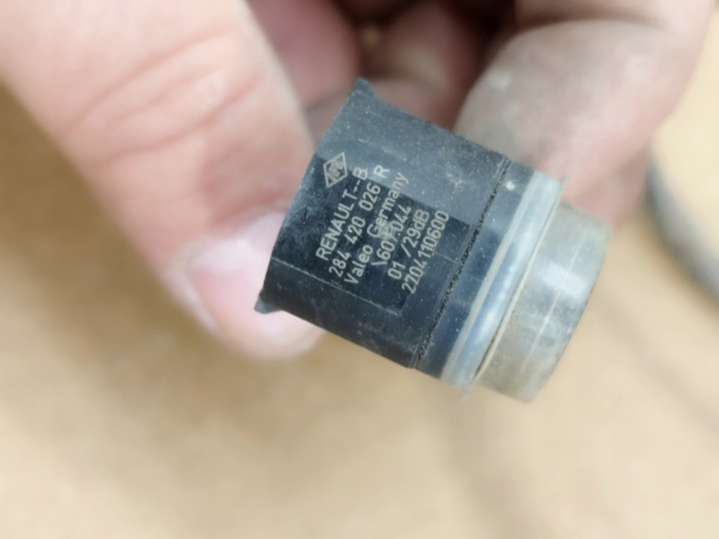 RENAULT--B
284 420 026 R
Valeo Germany
01 /29dB
2704110600